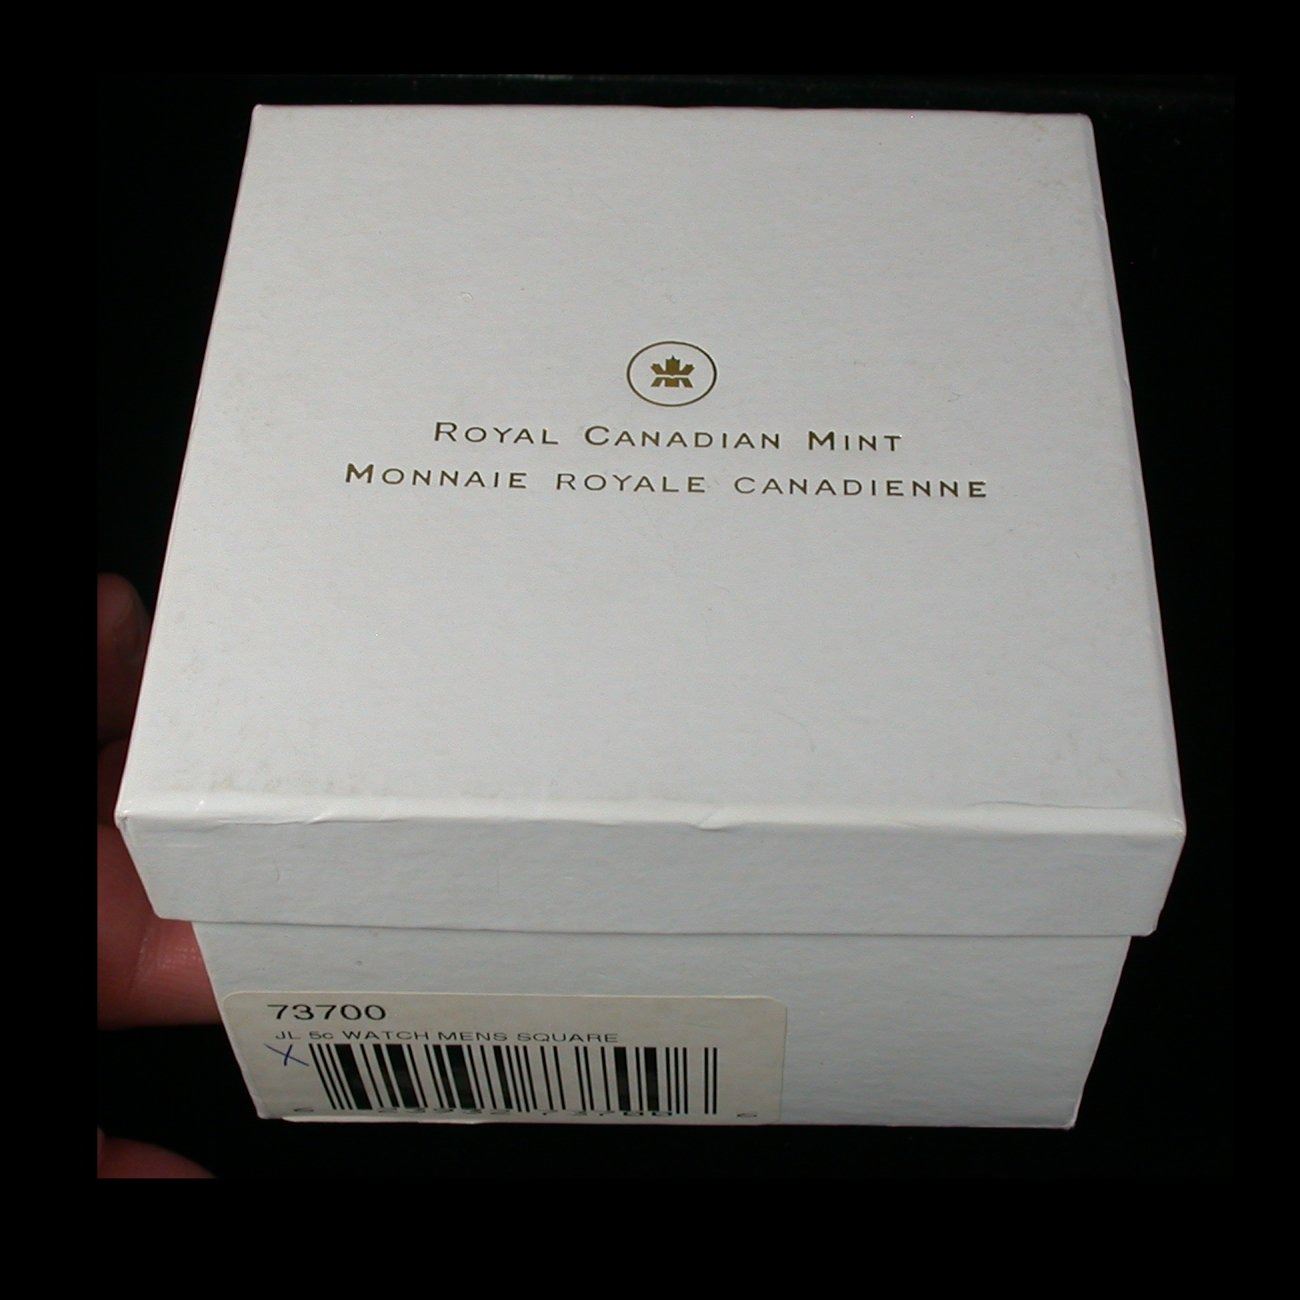 ROYAL CANADIAN MINT
MONNAIE ROYALE CANADIENNE
73700
JL 5c WATCH MENS SQUARE
X